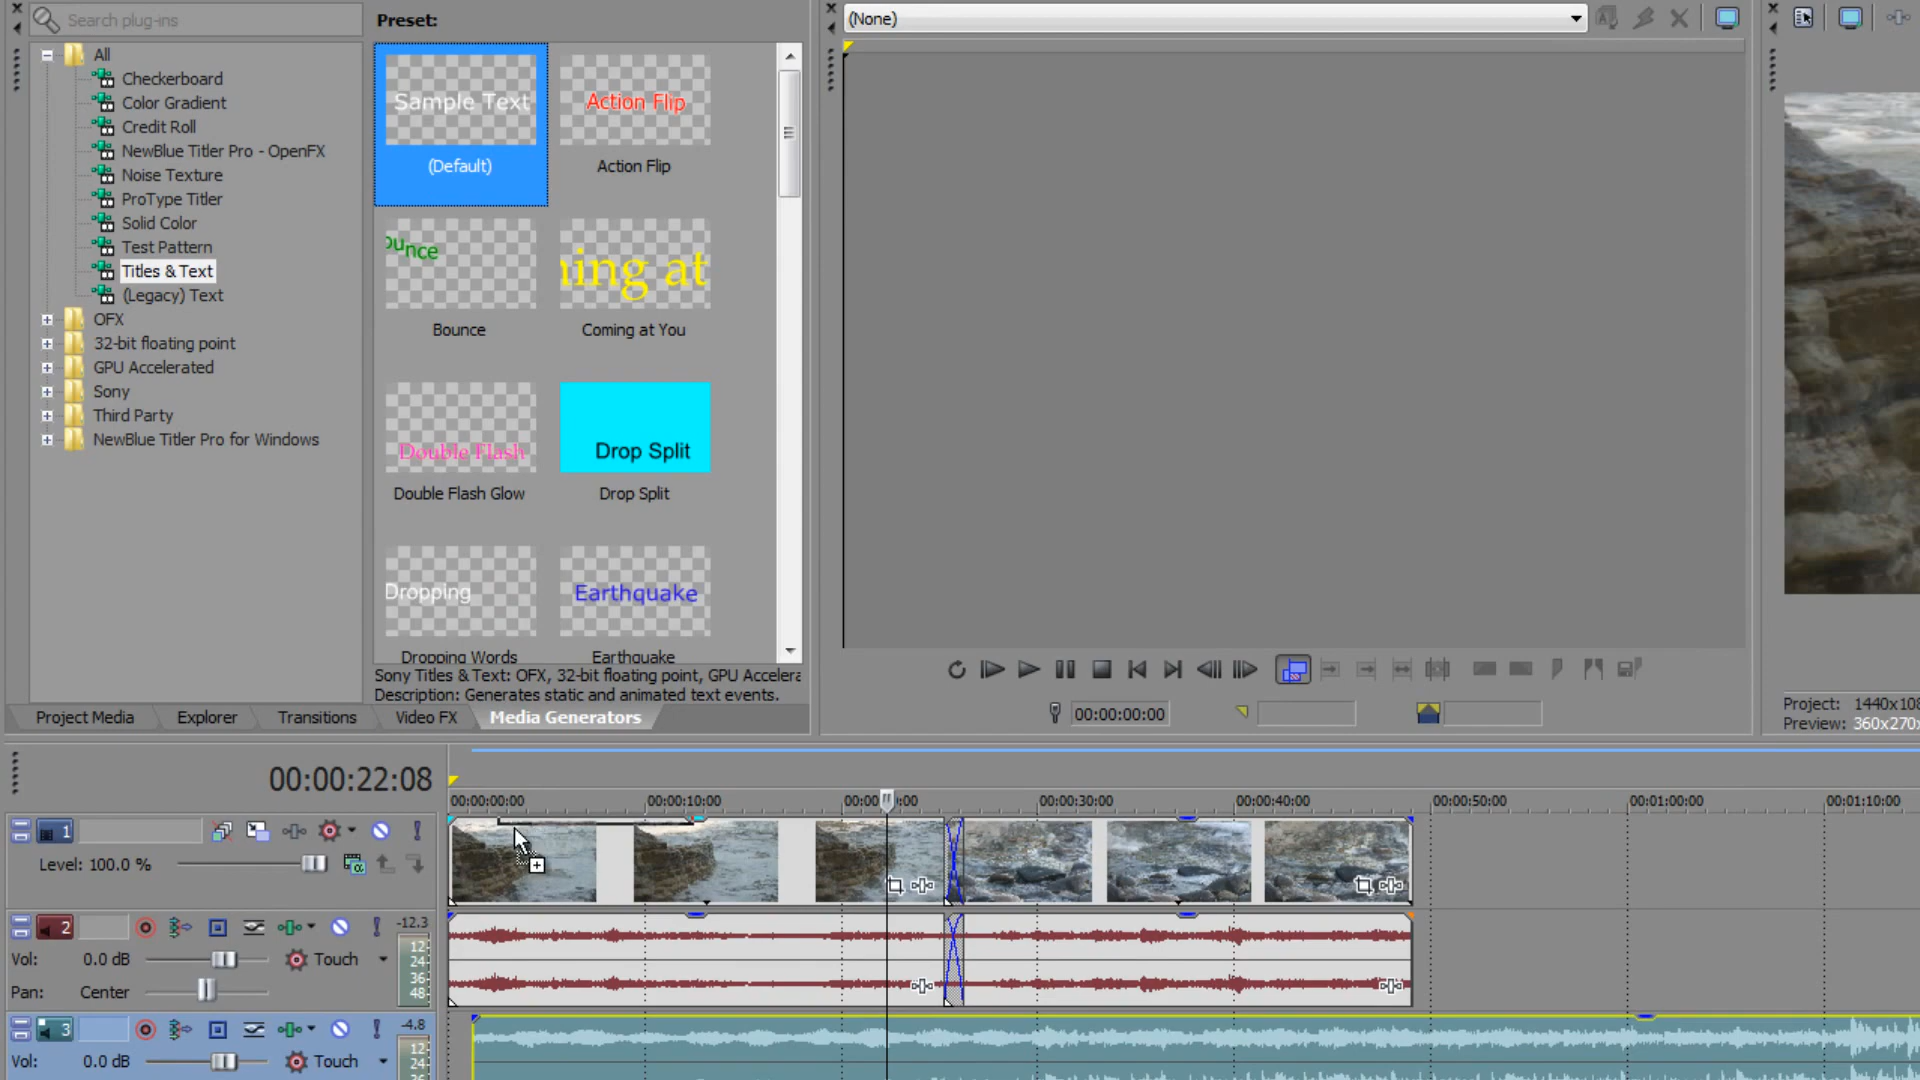 Search plug-ins
All
Checkerboard
Color Gradient
Credit Roll
NewBlue Titler Pro - OpenFX
Noise Texture
ProType Titler
Solid Color
Test Pattern
Titles & Text
(Legacy) Text
OFX
32-bit floating point
GPU Accelerated
Sony
Third Party
NewBlue Titler Pro for Windows
Preset:
Sample Text
(Default)
Action Flip
Action Flip
ounce
Bounce
ning at
Coming at You
Double Flash
Double Flash Glow
Drop Split
Drop Split
Dropping
Dropping Words
Earthquake
Earthquake
Sony Titles & Text: OFX, 32-bit floating point, GPU Accelera
Description: Generates static and animated text events.
Project Media
Explorer
Transitions
Video FX
Media Generators
(None)
00:00:00:00
Project: 1440x108
Preview: 360x270x
00:00:22:08
00:00:00:00
00:00:10:00
00:00
:00
00:00:30:00
00:00:40:00
00:00:50:00
00:01:00:00
00:01:10:00
1
Level: 100.0 %
2
-12.3
12
24
36
48
Vol: 0.0 dB
Touch
Pan: Center
3
-4.8
12
24
Vol: 0.0 dB
Touch